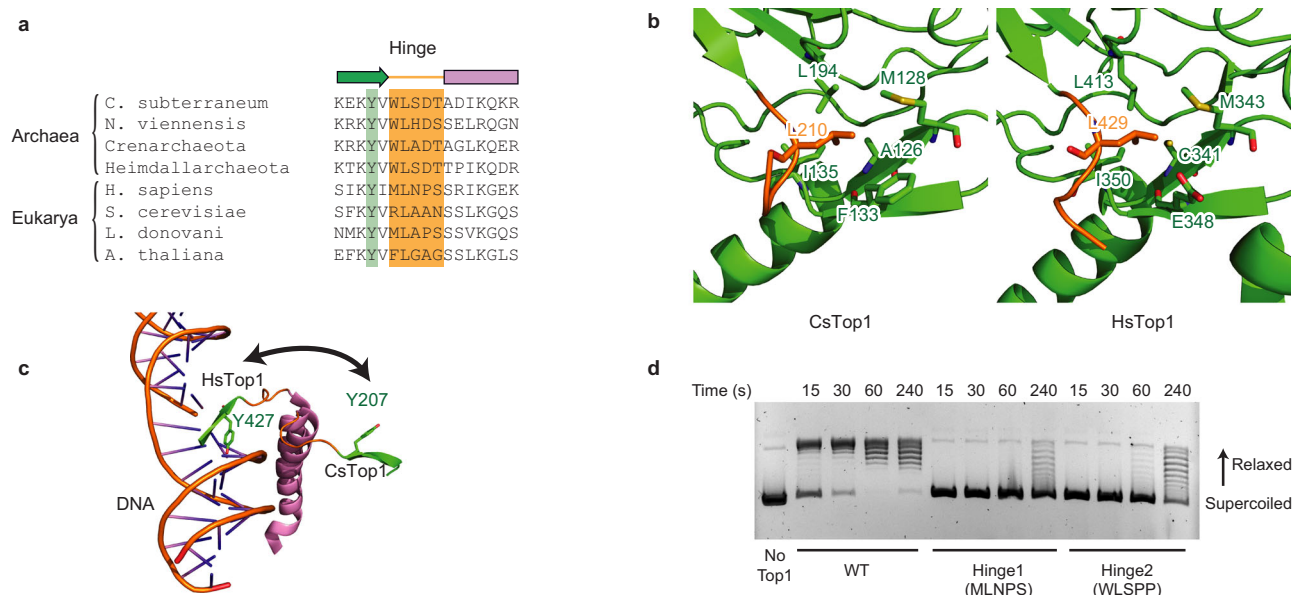 a
Hinge
Archaea
C. subterraneum KEKYVWLSDTADIKQKR
N. viennensis KRKYVWLHDSSELRQGN
Crenarchaeota KRKYVWLADTAGLKQER
Heimdallarchaeota KTKYVWLSDTTPIKQDR
Eukarya
H. sapiens SIKYIMLNPSSRIKGEK
S. cerevisiae SFKYVRLAANSSLKGQS
L. donovani NMKYVMLAPSSSVKGQS
A. thaliana EFKYVFLGAGSSLKGLS
b
L194
M128
L210
A126
I135
F133
CsTop1
L413
M343
L429
C341
I350
E348
HsTop1
c
HsTop1
Y207
Y427
CsTop1
DNA
d
Time (s) 15 30 60 240 15 30 60 240 15 30 60 240
Relaxed
Supercoiled
No Top1
WT
Hinge1
(MLNPS)
Hinge2
(WLSPP)